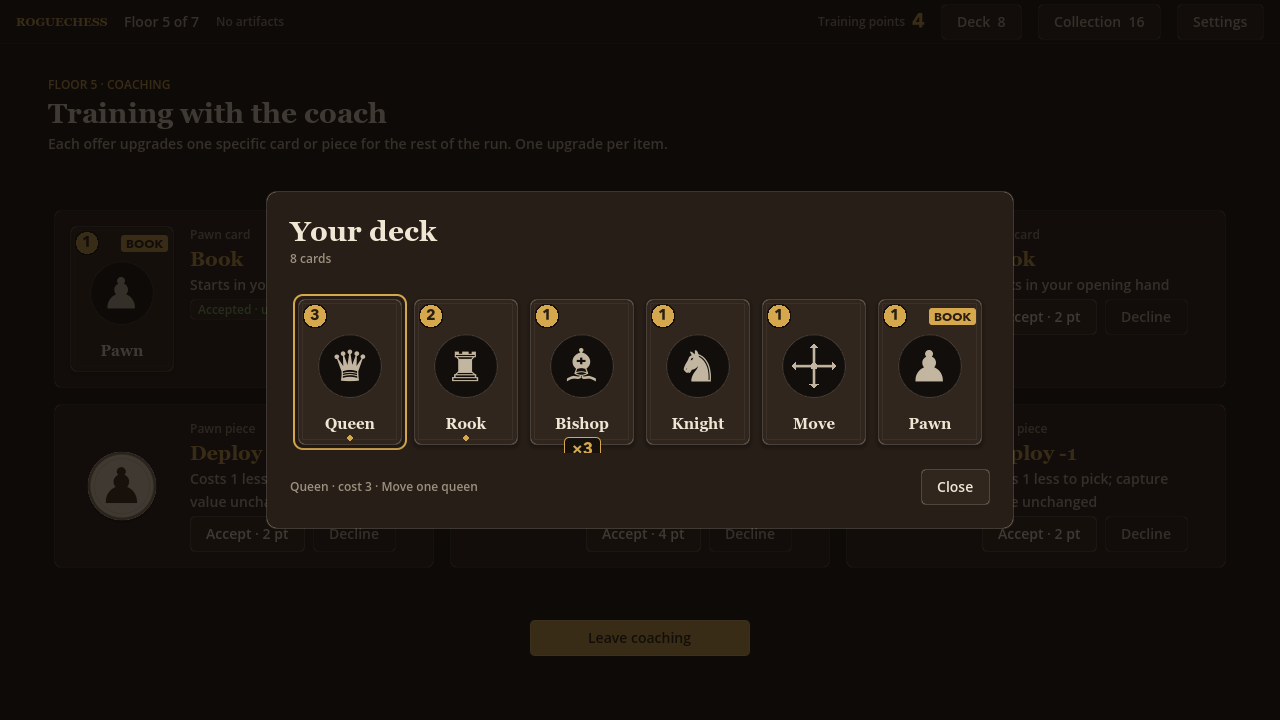 ROGUECHESS Floor 5 of 7 No artifacts Training points 4 Deck 8 Collection 16 Settings
FLOOR 5 · COACHING
Training with the coach
Each offer upgrades one specific card or piece for the rest of the run. One upgrade per item.
1 BOOK
Pawn
Pawn card
Book
Starts in yo
Accepted · u
card
ok
s in your opening hand
cept · 2 pt Decline
Your deck
8 cards
3
Queen
2
Rook
1
Bishop
×3
1
Knight
1
Move
1 BOOK
Pawn
Queen · cost 3 · Move one queen
Close
Pawn piece
Deploy
Costs 1 less
value uncha
Accept · 2 pt Decline
Accept · 4 pt Decline
piece
ploy -1
s 1 less to pick; capture
e unchanged
Accept · 2 pt Decline
Leave coaching